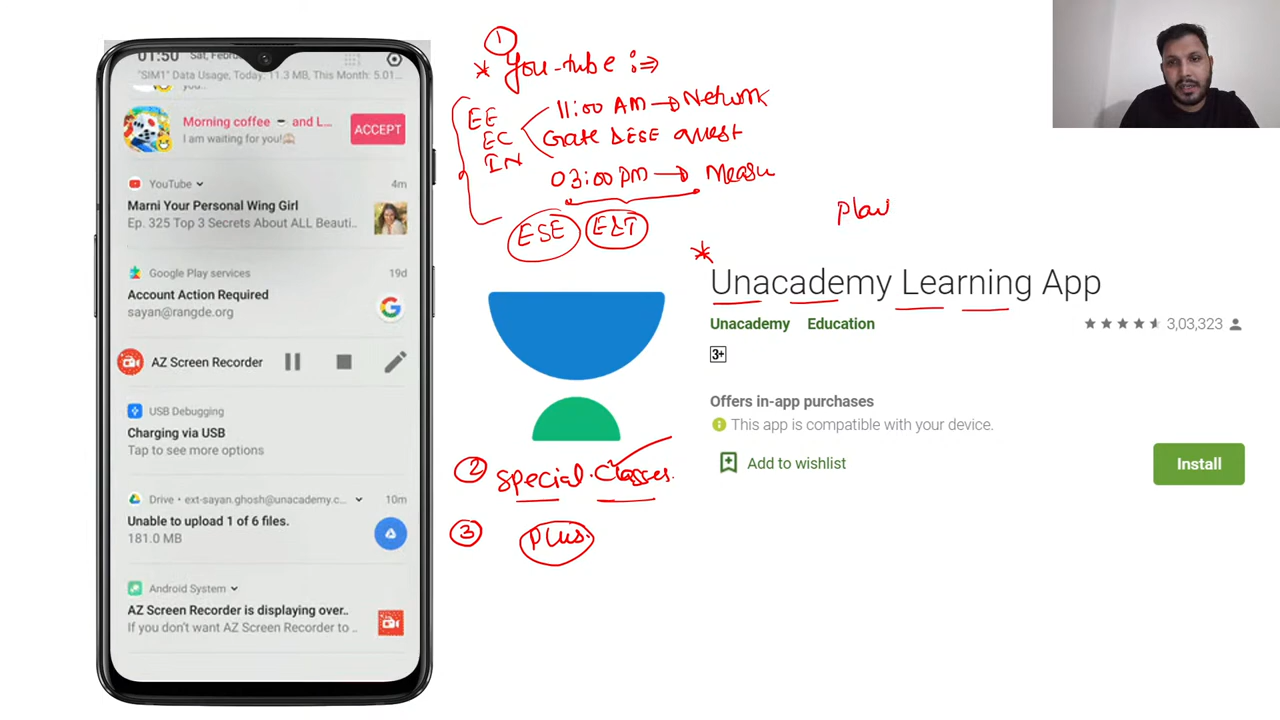 01:50 Sat, Febru
"SIM1" Data Usage, Today: 11.3 MB, This Month: 5.01...
you...
Morning coffee ☕ and L...
I am waiting for you!🙈
ACCEPT
YouTube
4m
Marni Your Personal Wing Girl
Ep. 325 Top 3 Secrets About ALL Beauti..
Google Play services
19d
Account Action Required
sayan@rangde.org
AZ Screen Recorder
USB Debugging
Charging via USB
Tap to see more options
Drive • ext-sayan.ghosh@unacademy.c...
10m
Unable to upload 1 of 6 files.
181.0 MB
Android System
AZ Screen Recorder is displaying over..
If you don't want AZ Screen Recorder to ..
1
* You-tube :⇒
EE
EC
IN
11:00 AM → Network
Gate & ESE quest
03:00 PM → Measu
ESE E&T
2 Special Classes.
3 Plus.
Plav
*
Unacademy Learning App
Unacademy Education
3,03,323
3+
Offers in-app purchases
This app is compatible with your device.
Add to wishlist
Install